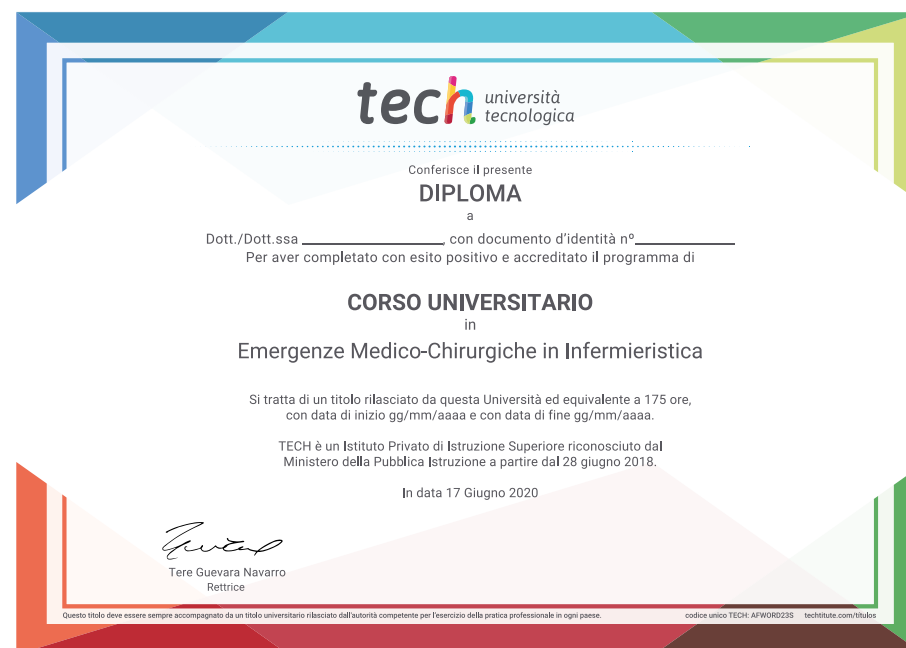 tech università
tecnologica
Conferisce il presente
DIPLOMA
a
Dott./Dott.ssa ____________________, con documento d'identità nº______________
Per aver completato con esito positivo e accreditato il programma di
CORSO UNIVERSITARIO
in
Emergenze Medico-Chirurgiche in Infermieristica
Si tratta di un titolo rilasciato da questa Università ed equivalente a 175 ore,
con data di inizio gg/mm/aaaa e con data di fine gg/mm/aaaa.
TECH è un Istituto Privato di Istruzione Superiore riconosciuto dal
Ministero della Pubblica Istruzione a partire dal 28 giugno 2018.
In data 17 Giugno 2020
Tere Guevara Navarro
Rettrice
Questo titolo deve essere sempre accompagnato da un titolo universitario rilasciato dall'autorità competente per l'esercizio della pratica professionale in ogni paese. codice unico TECH: AFWORD23S techtitute.com/titulos